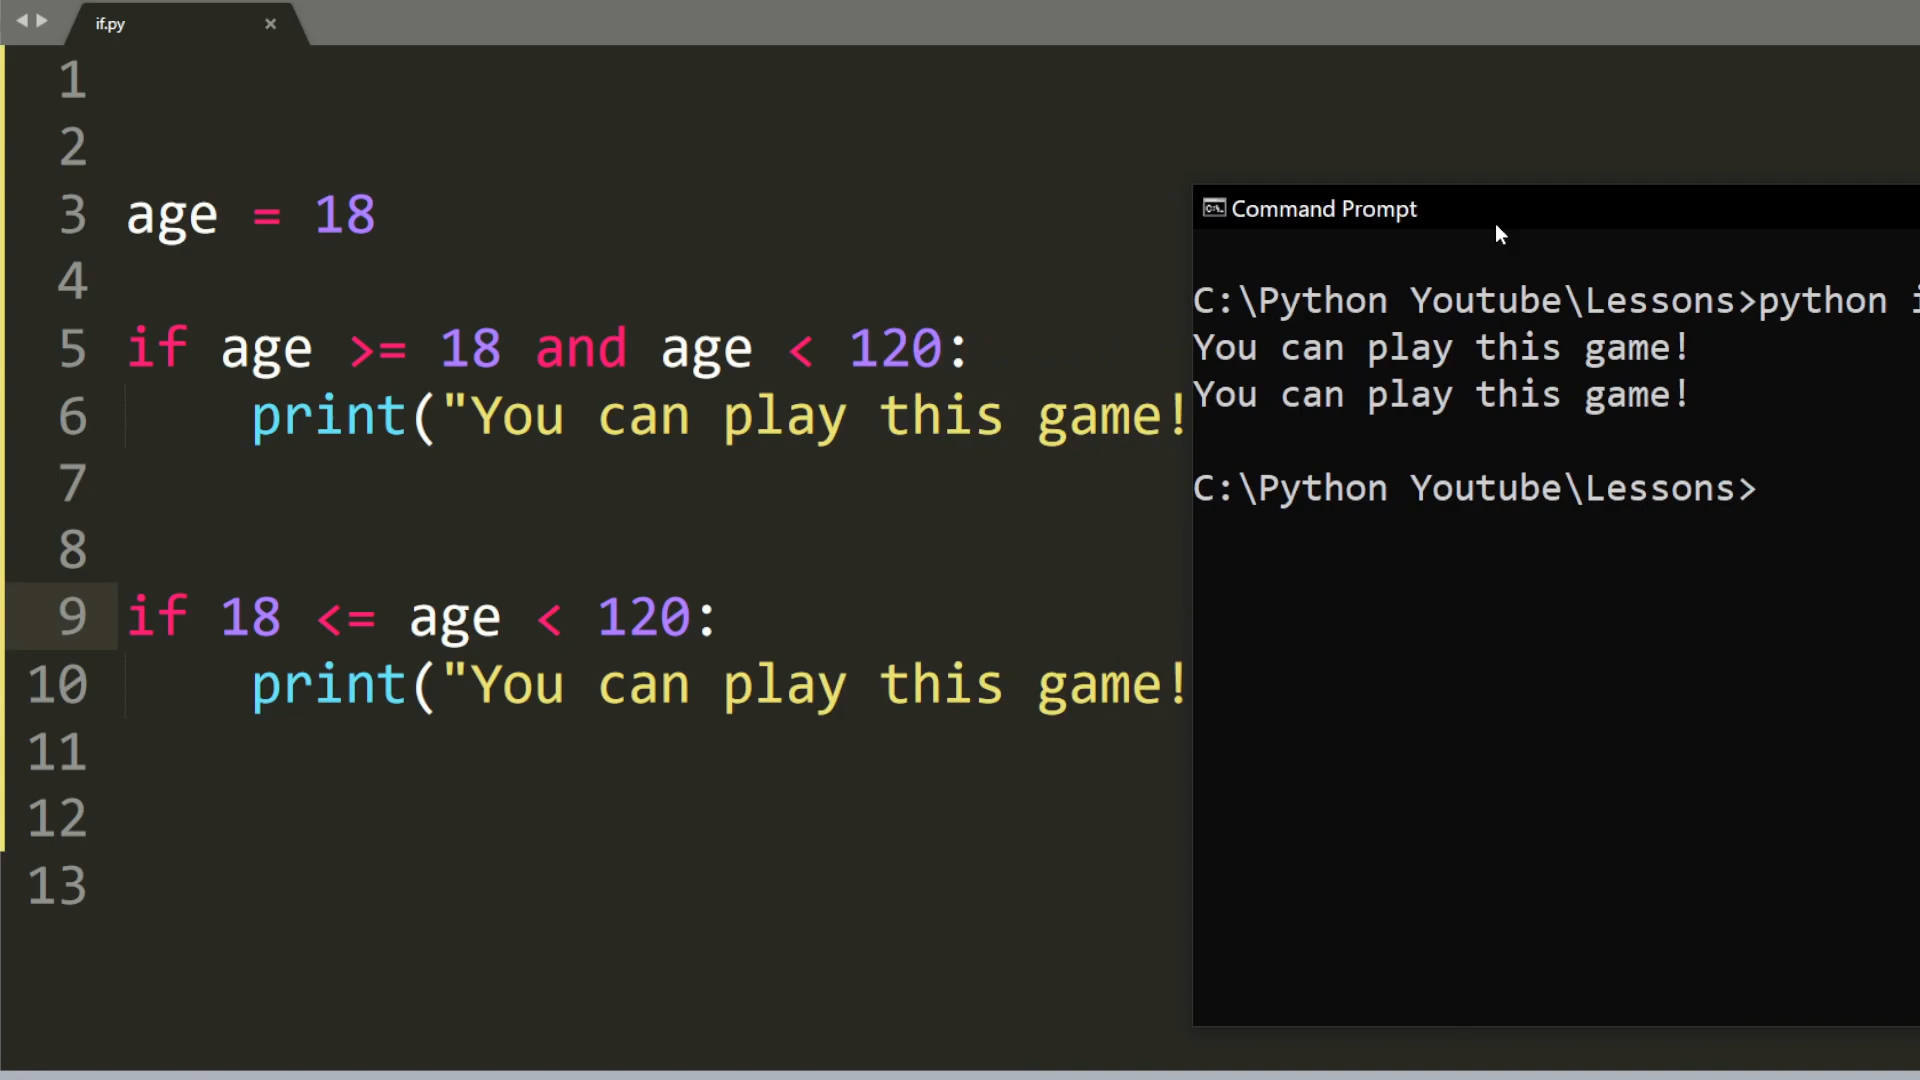 if.py
1
2
3 age = 18
4
5 if age >= 18 and age < 120:
6 print("You can play this game!
7
8
9 if 18 <= age < 120:
10 print("You can play this game!
11
12
13
Command Prompt
C:\Python Youtube\Lessons>python i
You can play this game!
You can play this game!
C:\Python Youtube\Lessons>